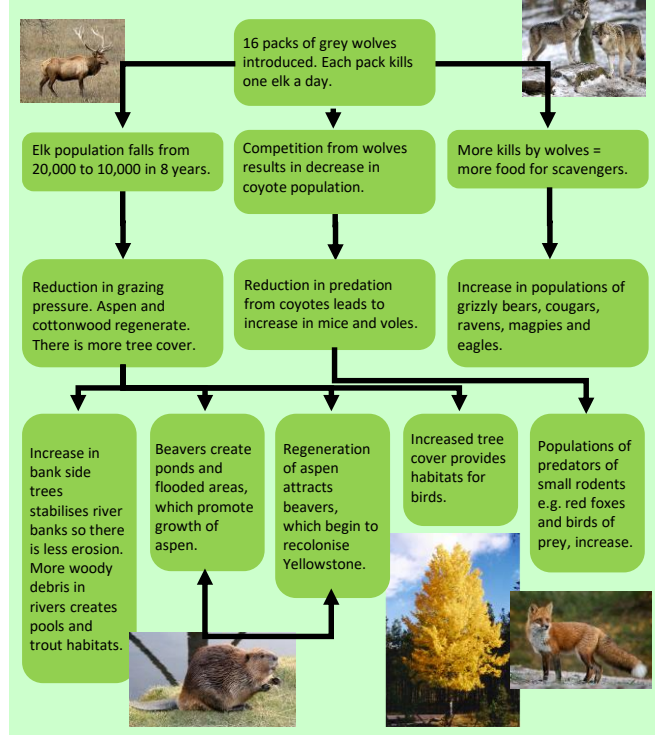 16 packs of grey wolves
introduced. Each pack kills
one elk a day.
Elk population falls from
20,000 to 10,000 in 8 years.
Competition from wolves
results in decrease in
coyote population.
More kills by wolves =
more food for scavengers.
Reduction in grazing
pressure. Aspen and
cottonwood regenerate.
There is more tree cover.
Reduction in predation
from coyotes leads to
increase in mice and voles.
Increase in populations of
grizzly bears, cougars,
ravens, magpies and
eagles.
Increase in
bank side
trees
stabilises river
banks so there
is less erosion.
More woody
debris in
rivers creates
pools and
trout habitats.
Beavers create
ponds and
flooded areas,
which promote
growth of
aspen.
Regeneration
of aspen
attracts
beavers,
which begin to
recolonise
Yellowstone.
Increased tree
cover provides
habitats for
birds.
Populations of
predators of
small rodents
e.g. red foxes
and birds of
prey, increase.